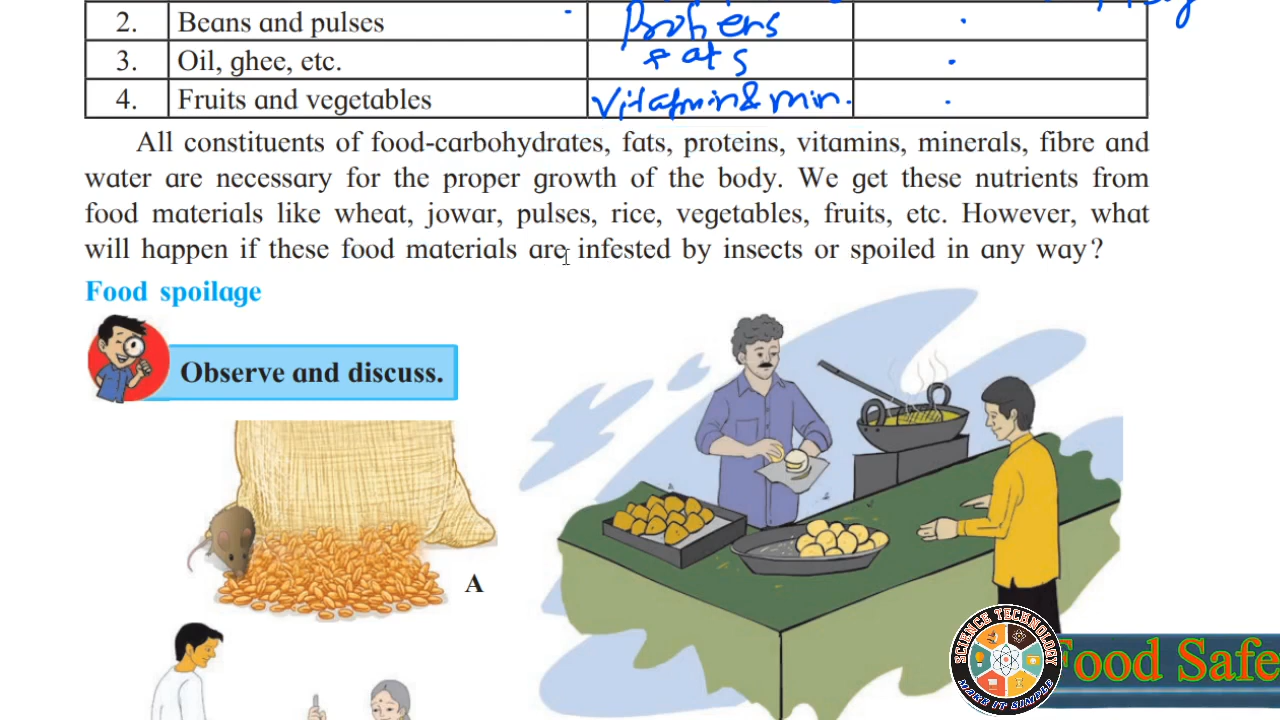 2. Beans and pulses Protiens
3. Oil, ghee, etc. Fats
4. Fruits and vegetables Vitamin & min.
All constituents of food-carbohydrates, fats, proteins, vitamins, minerals, fibre and
water are necessary for the proper growth of the body. We get these nutrients from
food materials like wheat, jowar, pulses, rice, vegetables, fruits, etc. However, what
will happen if these food materials are infested by insects or spoiled in any way?
Food spoilage
Observe and discuss.
A
SCIENCE TECHNOLOGY
MAKE IT SIMPLE
Food Safe